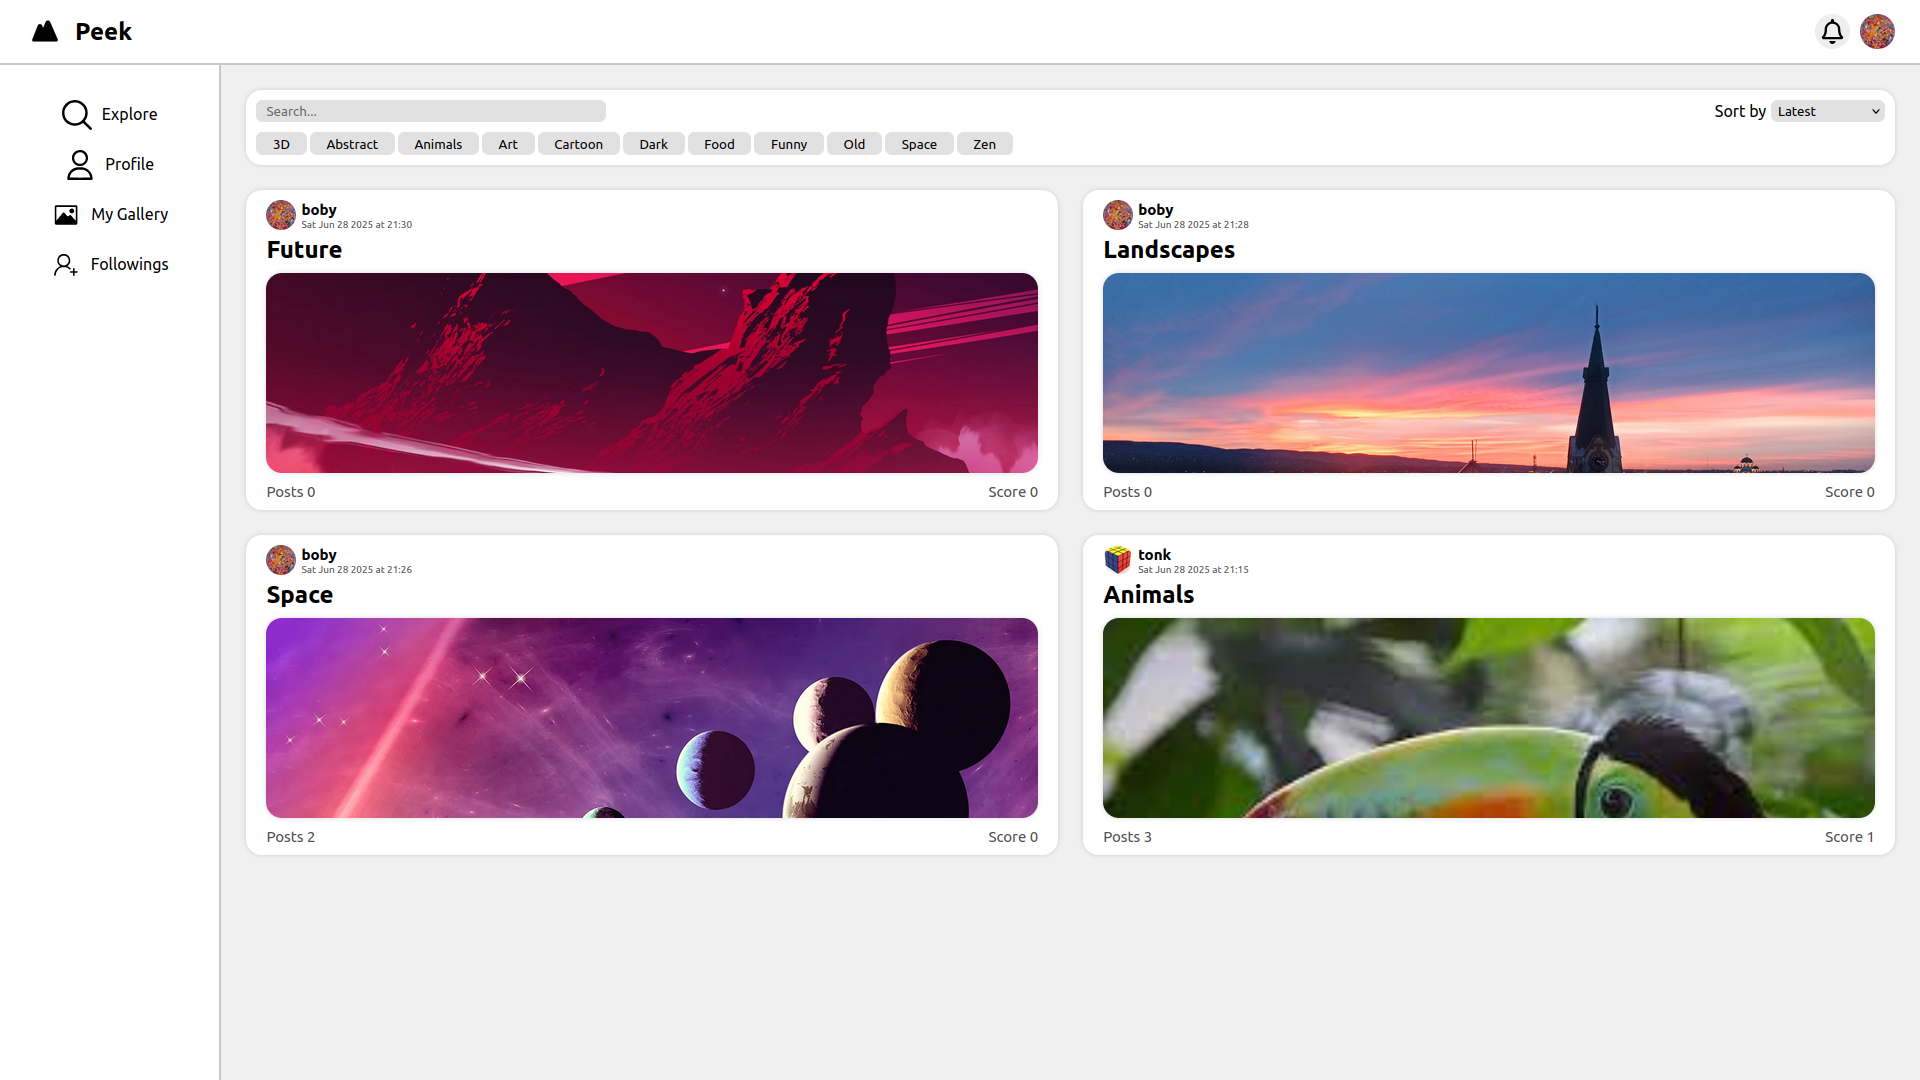 Peek
Explore
Profile
My Gallery
Followings
Search...
Sort by Latest
3D Abstract Animals Art Cartoon Dark Food Funny Old Space Zen
boby
Sat Jun 28 2025 at 21:30
Future
Posts 0 Score 0
boby
Sat Jun 28 2025 at 21:28
Landscapes
Posts 0 Score 0
boby
Sat Jun 28 2025 at 21:26
Space
Posts 2 Score 0
tonk
Sat Jun 28 2025 at 21:15
Animals
Posts 3 Score 1